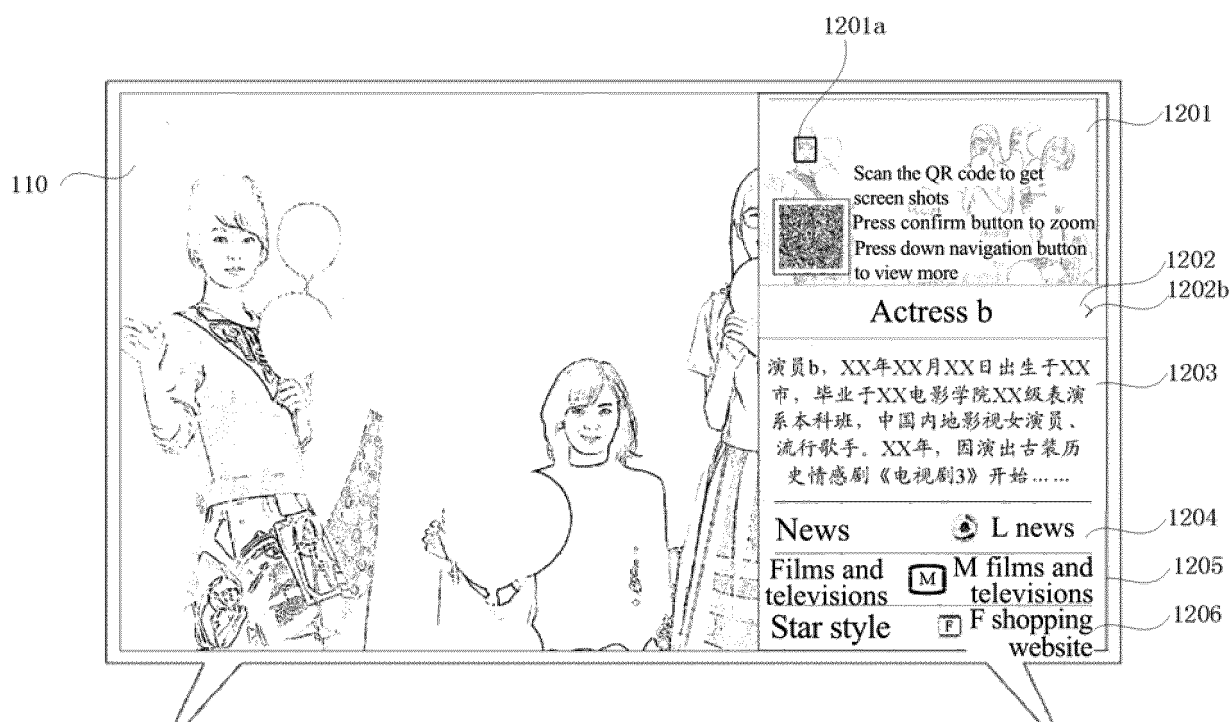 1201a
1201
110
Scan the QR code to get
screen shots
Press confirm button to zoom
Press down navigation button
to view more
1202
1202b
Actress b
演员b，XX年XX月XX日出生于XX
市，毕业于XX电影学院XX级表演
系本科班，中国内地影视女演员、
流行歌手。XX年，因演出古装历
史情感剧《电视剧3》开始……
1203
News
L news
1204
Films and
televisions
M
M films and
televisions
1205
Star style
F
F shopping
website
1206